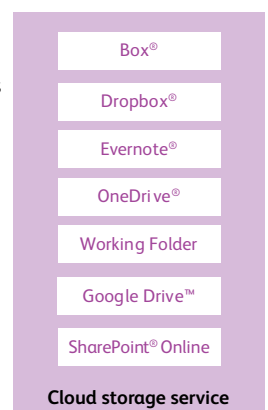 Box®
Dropbox®
Evernote®
OneDrive®
Working Folder
Google Drive™
SharePoint® Online
Cloud storage service